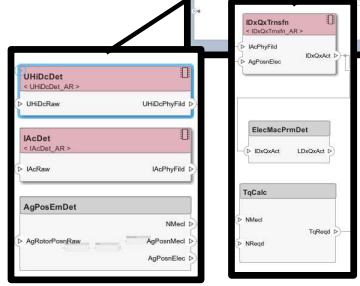 UHiDcDet
< UHiDcDet_AR >
UHiDcRaw
UHiDcPhyFild
IAcDet
< IAcDet_AR >
IAcRaw
IAcPhyFild
AgPosEmDet
NMecl
AgRotorPosnRaw
AgPosnMecl
AgPosnElec
IDxQxTrnsfn
< IDxQxTrnsfn_AR >
IAcPhyFild
IDxQxAct
AgPosnElec
ElecMacPrmDet
IDxQxAct
LDxQxAct
TqCalc
NMecl
TqReqd
NReqd